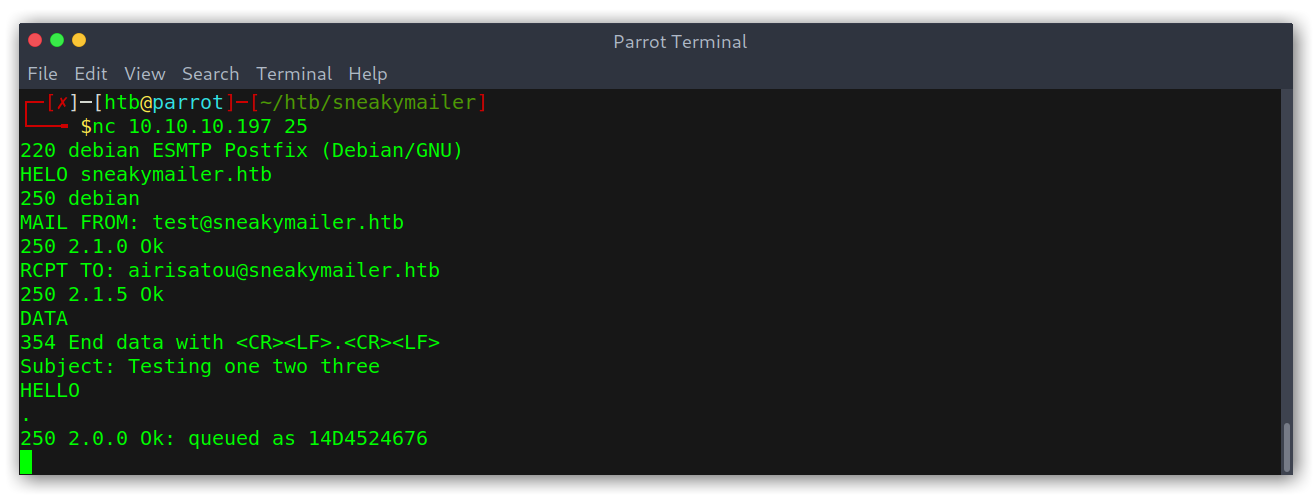 Parrot Terminal
File Edit View Search Terminal Help
┌─[✗]─[htb@parrot]─[~/htb/sneakymailer]
└──╼ $nc 10.10.10.197 25
220 debian ESMTP Postfix (Debian/GNU)
HELO sneakymailer.htb
250 debian
MAIL FROM: test@sneakymailer.htb
250 2.1.0 Ok
RCPT TO: airisatou@sneakymailer.htb
250 2.1.5 Ok
DATA
354 End data with <CR><LF>.<CR><LF>
Subject: Testing one two three
HELLO
.
250 2.0.0 Ok: queued as 14D4524676